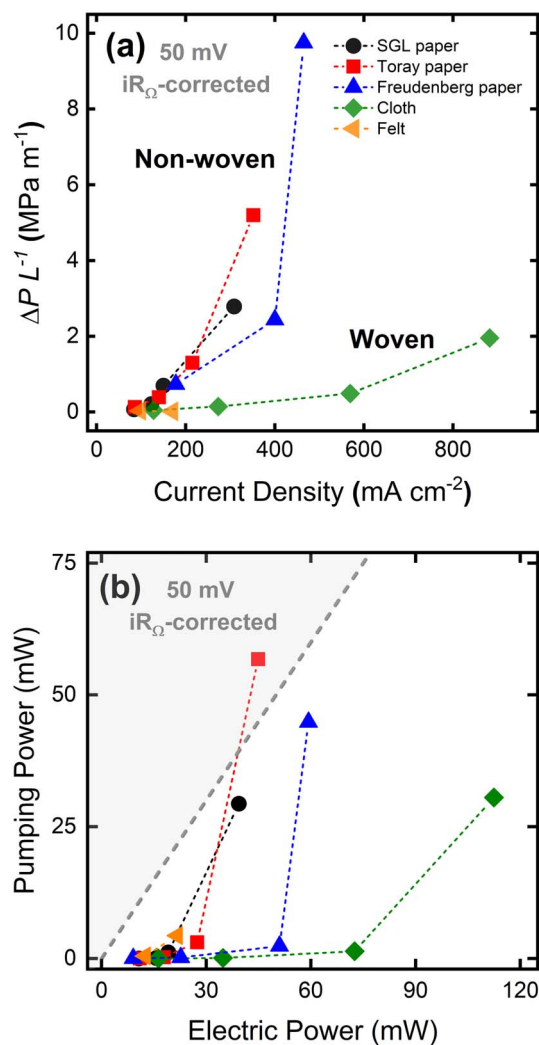 (a)
50 mV
iRΩ-corrected
SGL paper
Toray paper
Freudenberg paper
Cloth
Felt
Non-woven
Woven
ΔP L⁻¹ (MPa m⁻¹)
10
8
6
4
2
0
0 200 400 600 800
Current Density (mA cm⁻²)
(b)
50 mV
iRΩ-corrected
Pumping Power (mW)
75
50
25
0
0 30 60 90 120
Electric Power (mW)